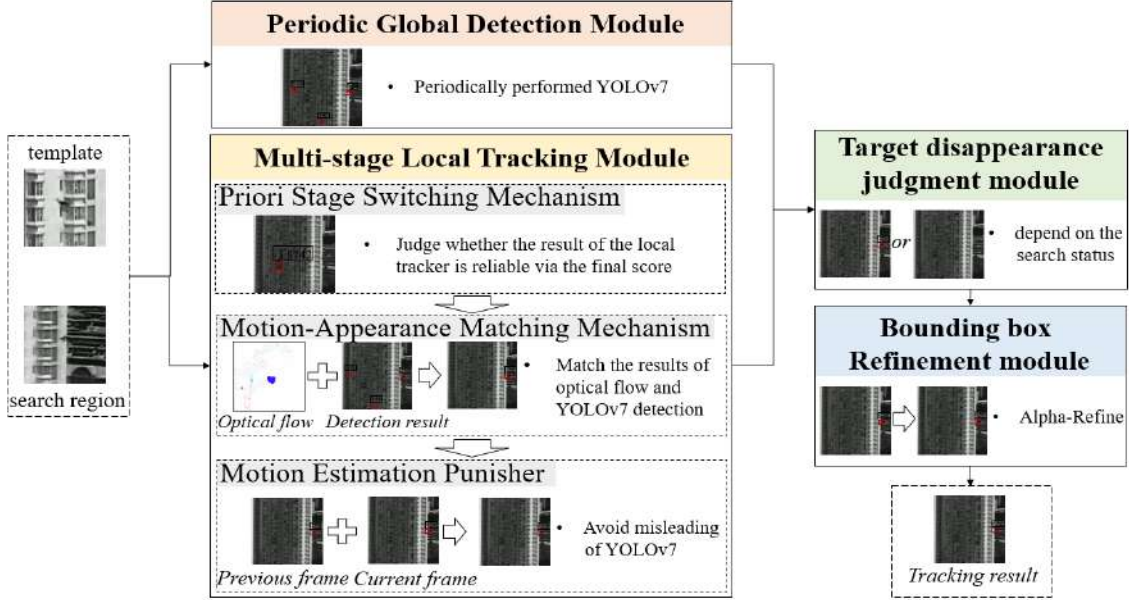 Periodic Global Detection Module
• Periodically performed YOLOv7
template
search region
Multi-stage Local Tracking Module
Priori Stage Switching Mechanism
• Judge whether the result of the local
tracker is reliable via the final score
Motion-Appearance Matching Mechanism
• Match the results of
optical flow and
YOLOv7 detection
Optical flow
Detection result
Motion Estimation Punisher
• Avoid misleading
of YOLOv7
Previous frame
Current frame
Target disappearance
judgment module
or
• depend on the
search status
Bounding box
Refinement module
• Alpha-Refine
Tracking result